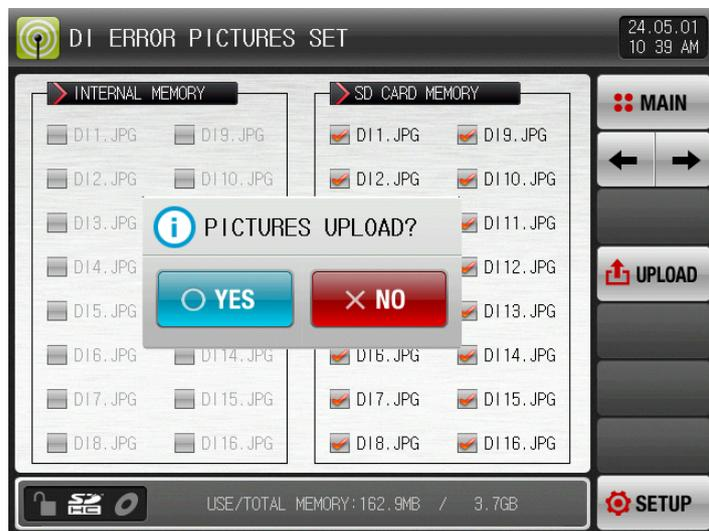 DI ERROR PICTURES SET
24.05.01
10 39 AM
INTERNAL MEMORY
DI1.JPG DI9.JPG
DI2.JPG DI10.JPG
DI3.JPG
DI4.JPG
DI5.JPG
DI6.JPG DI14.JPG
DI7.JPG DI15.JPG
DI8.JPG DI16.JPG
SD CARD MEMORY
DI1.JPG DI9.JPG
DI2.JPG DI10.JPG
DI11.JPG
DI12.JPG
DI13.JPG
DI6.JPG DI14.JPG
DI7.JPG DI15.JPG
DI8.JPG DI16.JPG
PICTURES UPLOAD?
YES
NO
MAIN
UPLOAD
SETUP
SD HC
USE/TOTAL MEMORY:162.9MB / 3.7GB